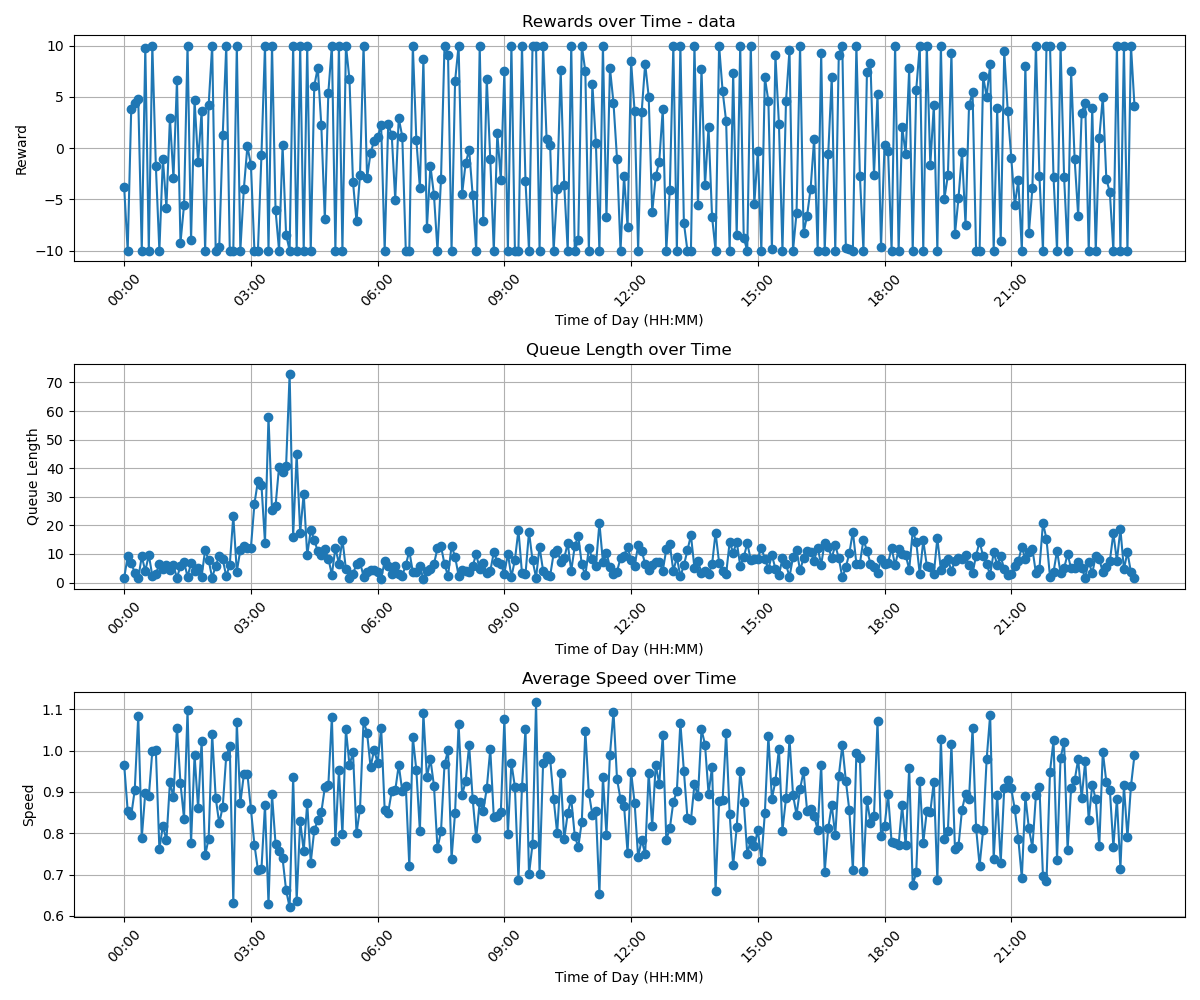 Rewards over Time - data
10
5
0
−5
−10
Reward
00:00 03:00 06:00 09:00 12:00 15:00 18:00 21:00
Time of Day (HH:MM)
Queue Length over Time
70
60
50
40
30
20
10
0
Queue Length
00:00 03:00 06:00 09:00 12:00 15:00 18:00 21:00
Time of Day (HH:MM)
Average Speed over Time
1.1
1.0
0.9
0.8
0.7
0.6
Speed
00:00 03:00 06:00 09:00 12:00 15:00 18:00 21:00
Time of Day (HH:MM)